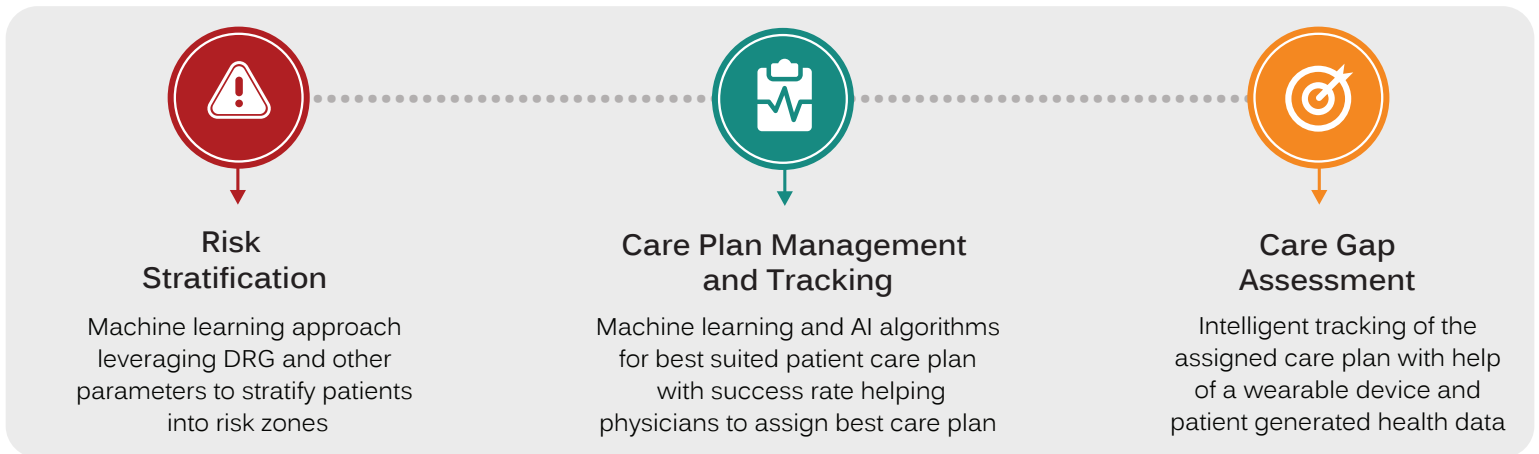 Risk
Stratification
Machine learning approach
leveraging DRG and other
parameters to stratify patients
into risk zones
Care Plan Management
and Tracking
Machine learning and AI algorithms
for best suited patient care plan
with success rate helping
physicians to assign best care plan
Care Gap
Assessment
Intelligent tracking of the
assigned care plan with help
of a wearable device and
patient generated health data